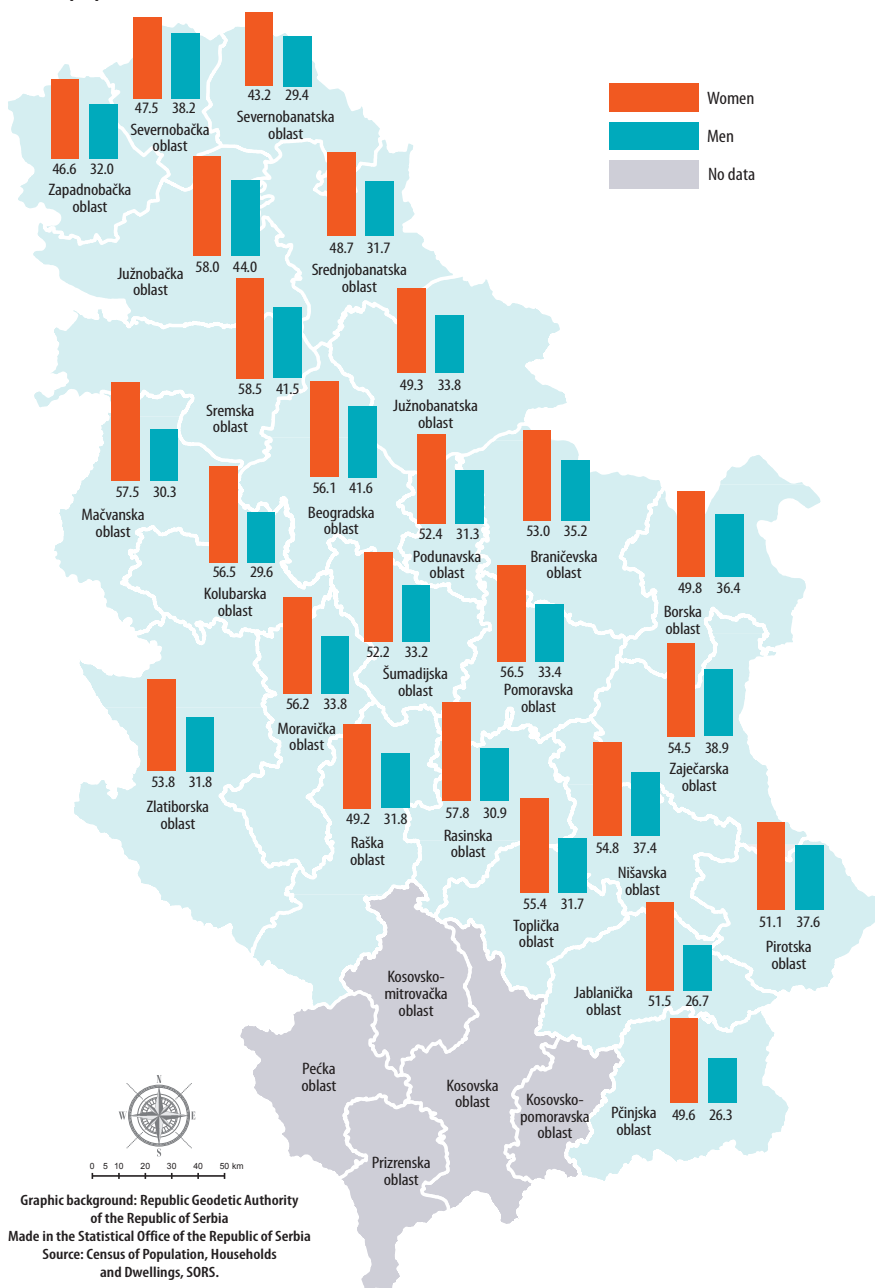 47.5 38.2
Severnobačka
oblast
43.2 29.4
Severnobanatska
oblast
Women
Men
No data
46.6 32.0
Zapadnobačka
oblast
58.0 44.0
Južnobačka
oblast
48.7 31.7
Srednjobanatska
oblast
58.5 41.5
Sremska
oblast
49.3 33.8
Južnobanatska
oblast
57.5 30.3
Mačvanska
oblast
56.1 41.6
Beogradska
oblast
52.4 31.3
Podunavska
oblast
53.0 35.2
Braničevska
oblast
56.5 29.6
Kolubarska
oblast
49.8 36.4
Borska
oblast
52.2 33.2
Šumadijska
oblast
56.5 33.4
Pomoravska
oblast
56.2 33.8
Moravička
oblast
54.5 38.9
Zaječarska
oblast
53.8 31.8
Zlatiborska
oblast
49.2 31.8
Raška
oblast
57.8 30.9
Rasinska
oblast
54.8 37.4
Nišavska
oblast
55.4 31.7
Toplička
oblast
51.1 37.6
Pirotska
oblast
51.5 26.7
Jablanička
oblast
49.6 26.3
Pčinjska
oblast
Kosovsko-
mitrovačka
oblast
Pećka
oblast
Kosovska
oblast
Kosovsko-
pomoravska
oblast
Prizrenska
oblast
N
W E
S
0 5 10 20 30 40 50 km
Graphic background: Republic Geodetic Authority
of the Republic of Serbia
Made in the Statistical Office of the Republic of Serbia
Source: Census of Population, Households
and Dwellings, SORS.